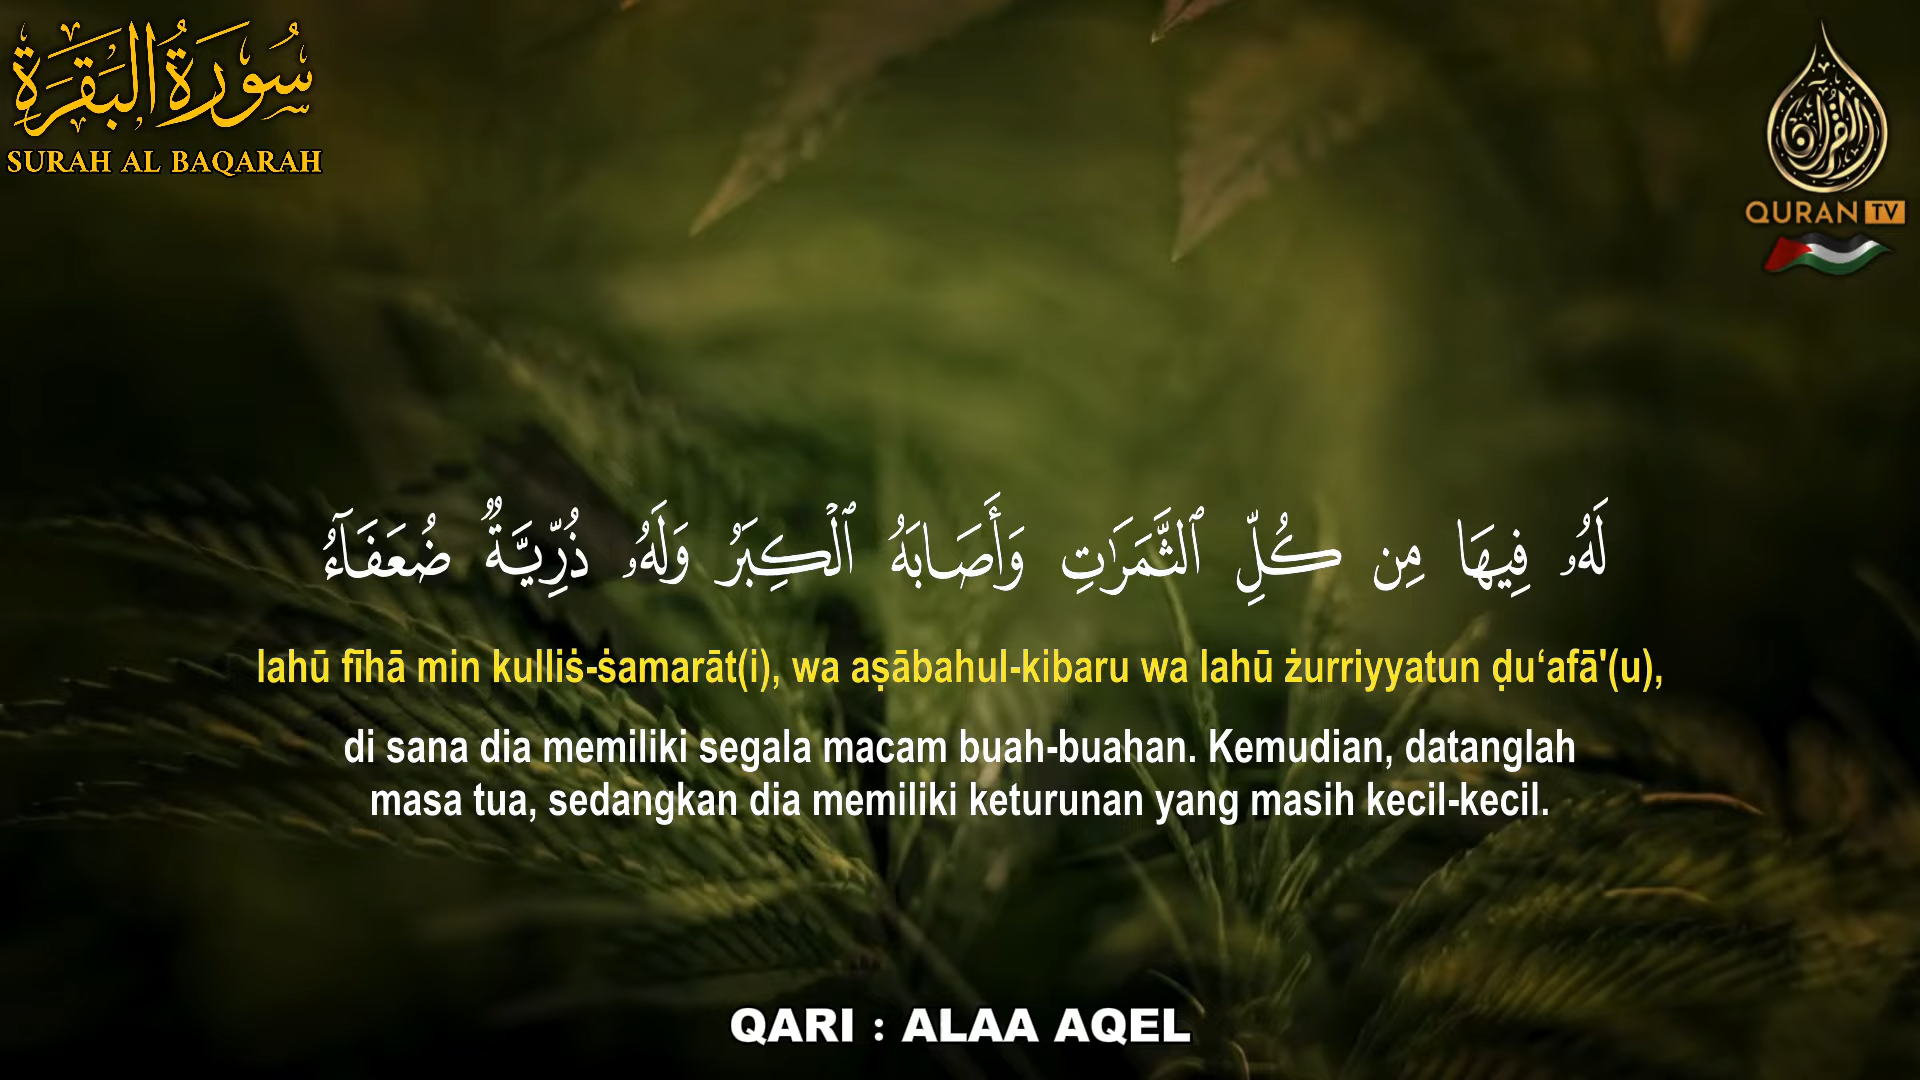 سُورَةُ البَقَرَةِ
SURAH AL BAQARAH
القرآن
QURAN TV
لَهُۥ فِيهَا مِن كُلِّ ٱلثَّمَرَٰتِ وَأَصَابَهُ ٱلْكِبَرُ وَلَهُۥ ذُرِّيَّةٌ ضُعَفَآءُ
lahū fīhā min kulliṡ-ṡamarāt(i), wa aṣābahul-kibaru wa lahū żurriyyatun ḍu‘afā'(u),
di sana dia memiliki segala macam buah-buahan. Kemudian, datanglah
masa tua, sedangkan dia memiliki keturunan yang masih kecil-kecil.
QARI : ALAA AQEL